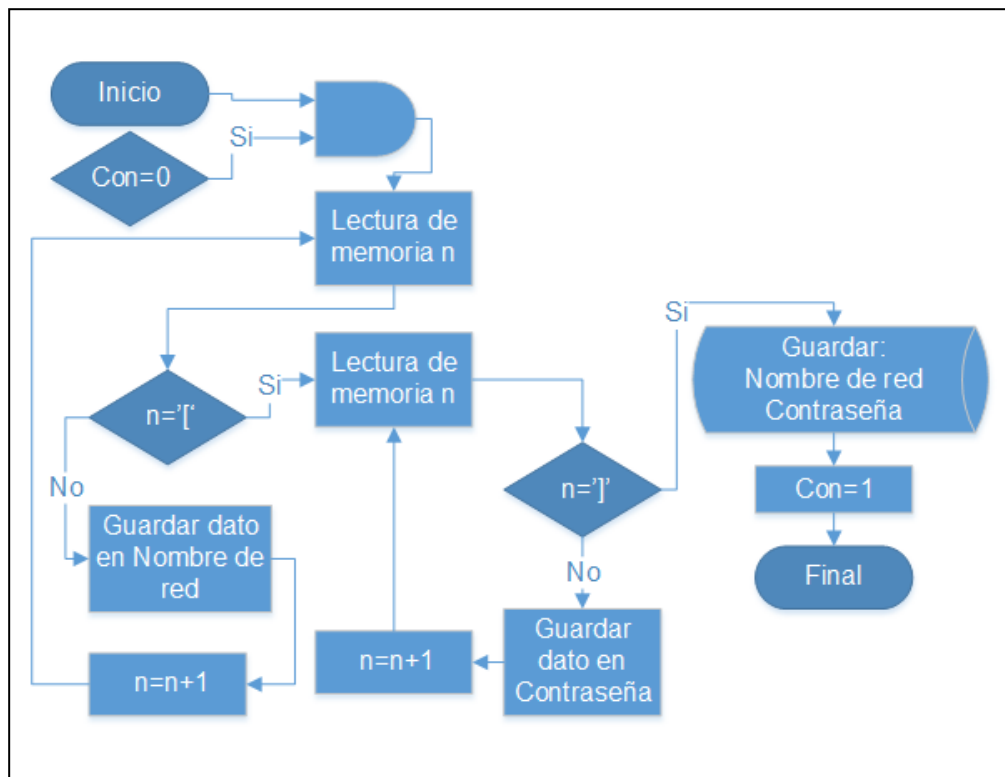 Inicio
Si
Con=0
Lectura de
memoria n
Si
Guardar:
Nombre de red
Contraseña
Lectura de
memoria n
Si
n=’[‘
n=’]’
Con=1
No
Guardar dato
en Nombre de
red
No
Final
Guardar
dato en
Contraseña
n=n+1
n=n+1